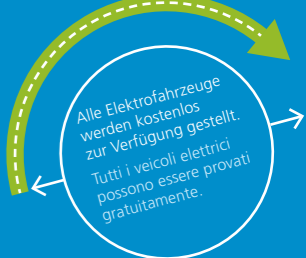 Alle Elektrofahrzeuge
werden kostenlos
zur Verfügung gestellt.
Tutti i veicoli elettrici
possono essere provati
gratuitamente.